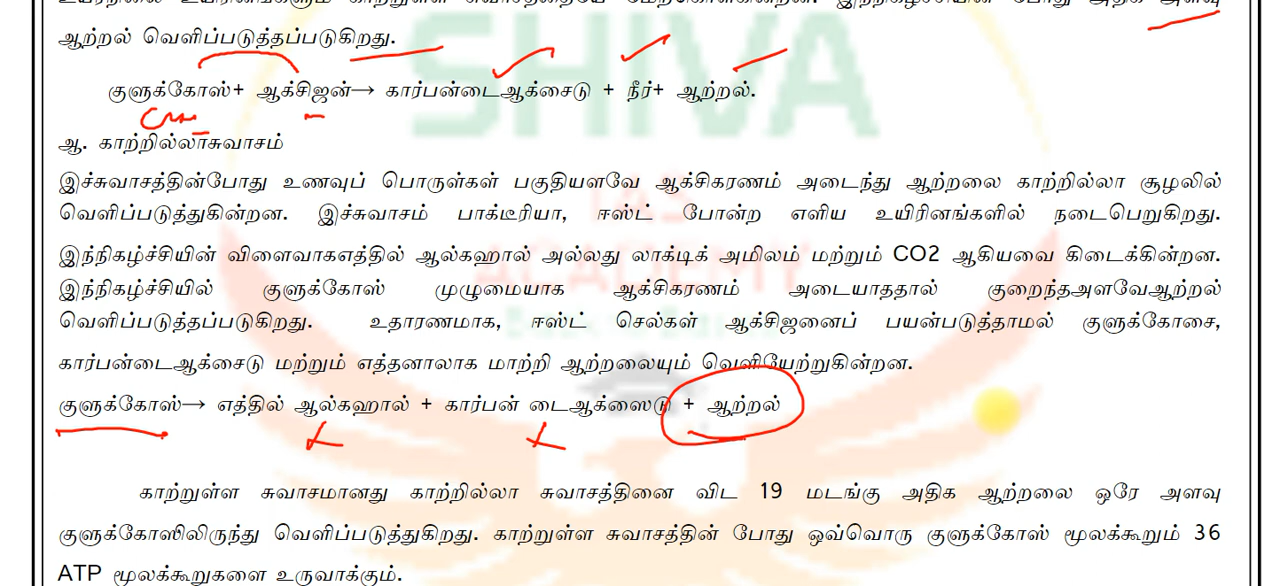 ஆற்றல் வெளிப்படுத்தப்படுகிறது.
குளுக்கோஸ்+ ஆக்சிஜன்→ கார்பன்டைஆக்சைடு + நீர்+ ஆற்றல்.
ஆ. காற்றில்லாசுவாசம்
இச்சுவாசத்தின்போது உணவுப் பொருள்கள் பகுதியளவே ஆக்சிகரணம் அடைந்து ஆற்றலை காற்றில்லா சூழலில்
வெளிப்படுத்துகின்றன. இச்சுவாசம் பாக்டீரியா, ஈஸ்ட் போன்ற எளிய உயிரினங்களில் நடைபெறுகிறது.
இந்நிகழ்ச்சியின் விளைவாகஎத்தில் ஆல்கஹால் அல்லது லாக்டிக் அமிலம் மற்றும் CO2 ஆகியவை கிடைக்கின்றன.
இந்நிகழ்ச்சியில் குளுக்கோஸ் முழுமையாக ஆக்சிகரணம் அடையாததால் குறைந்தஅளவேஆற்றல்
வெளிப்படுத்தப்படுகிறது. உதாரணமாக, ஈஸ்ட் செல்கள் ஆக்சிஜனைப் பயன்படுத்தாமல் குளுக்கோசை,
கார்பன்டைஆக்சைடு மற்றும் எத்தனாலாக மாற்றி ஆற்றலையும் வெளியேற்றுகின்றன.
குளுக்கோஸ்→ எத்தில் ஆல்கஹால் + கார்பன் டைஆக்ஸைடு + ஆற்றல்
காற்றுள்ள சுவாசமானது காற்றில்லா சுவாசத்தினை விட 19 மடங்கு அதிக ஆற்றலை ஒரே அளவு
குளுக்கோஸிலிருந்து வெளிப்படுத்துகிறது. காற்றுள்ள சுவாசத்தின் போது ஒவ்வொரு குளுக்கோஸ் மூலக்கூறும் 36
ATP மூலக்கூறுகளை உருவாக்கும்.
SHIVA
IAS
ACADEMY